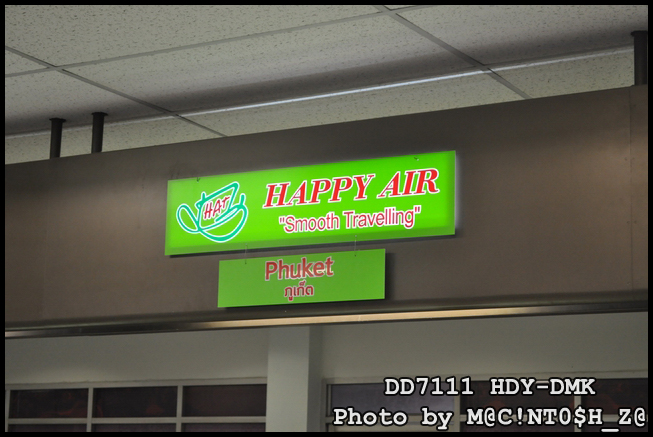 HAT
HAPPY AIR
"Smooth Travelling"
Phuket
ภูเก็ต
DD7111 HDY-DMK
Photo by M@C!NT0$H_Z@